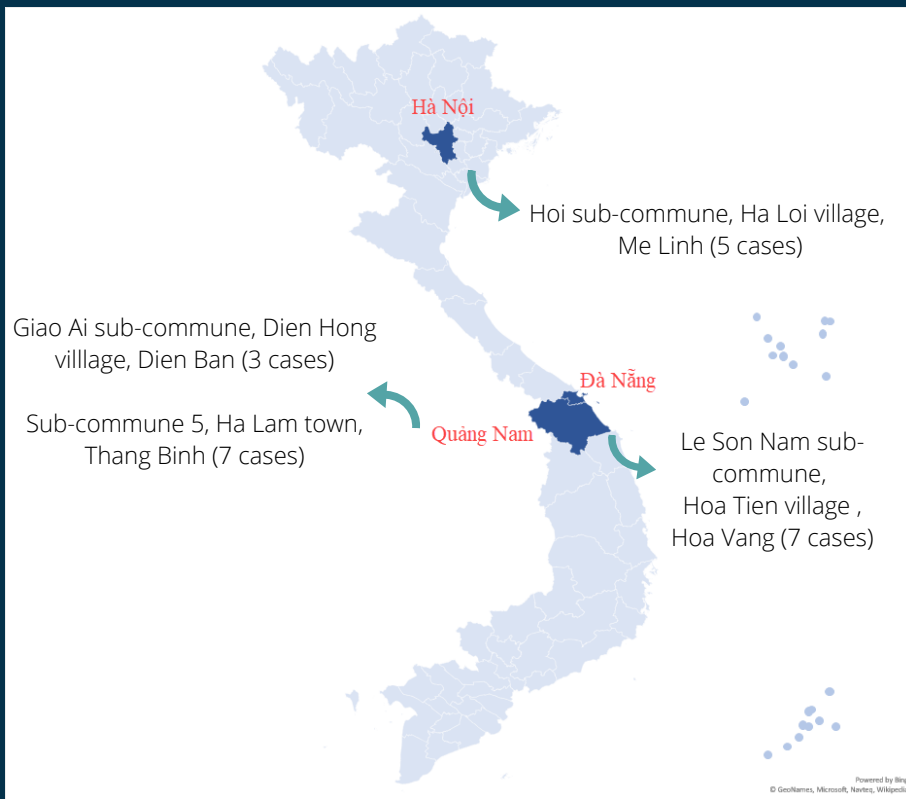 Hà Nội
Hoi sub-commune, Ha Loi village,
Me Linh (5 cases)
Giao Ai sub-commune, Dien Hong
villlage, Dien Ban (3 cases)
Sub-commune 5, Ha Lam town,
Thang Binh (7 cases)
Đà Nẵng
Quảng Nam
Le Son Nam sub-
commune,
Hoa Tien village ,
Hoa Vang (7 cases)
Powered by Bing
© GeoNames, Microsoft, Navteq, Wikipedia